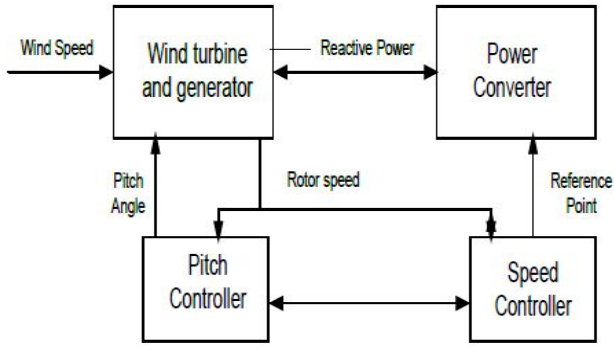 Wind Speed
Wind turbine
and generator
Reactive Power
Power
Converter
Pitch
Angle
Rotor speed
Reference
Point
Pitch
Controller
Speed
Controller